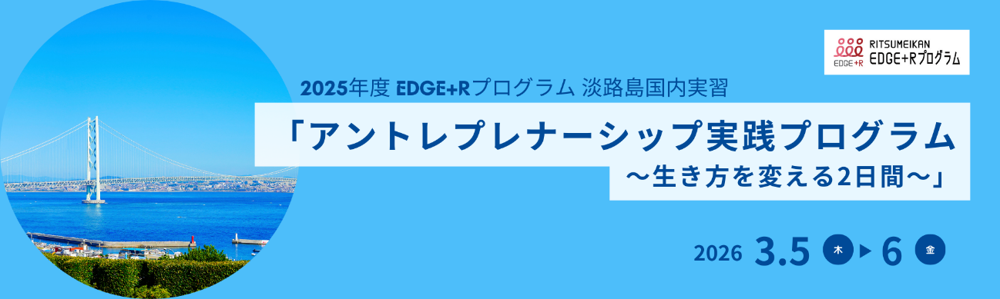 RITSUMEIKAN
EDGE+Rプログラム
EDGE+R
2025年度 EDGE+Rプログラム 淡路島国内実習
「アントレプレナーシップ実践プログラム
～生き方を変える2日間～」
2026 3.5 木 ▶ 6 金